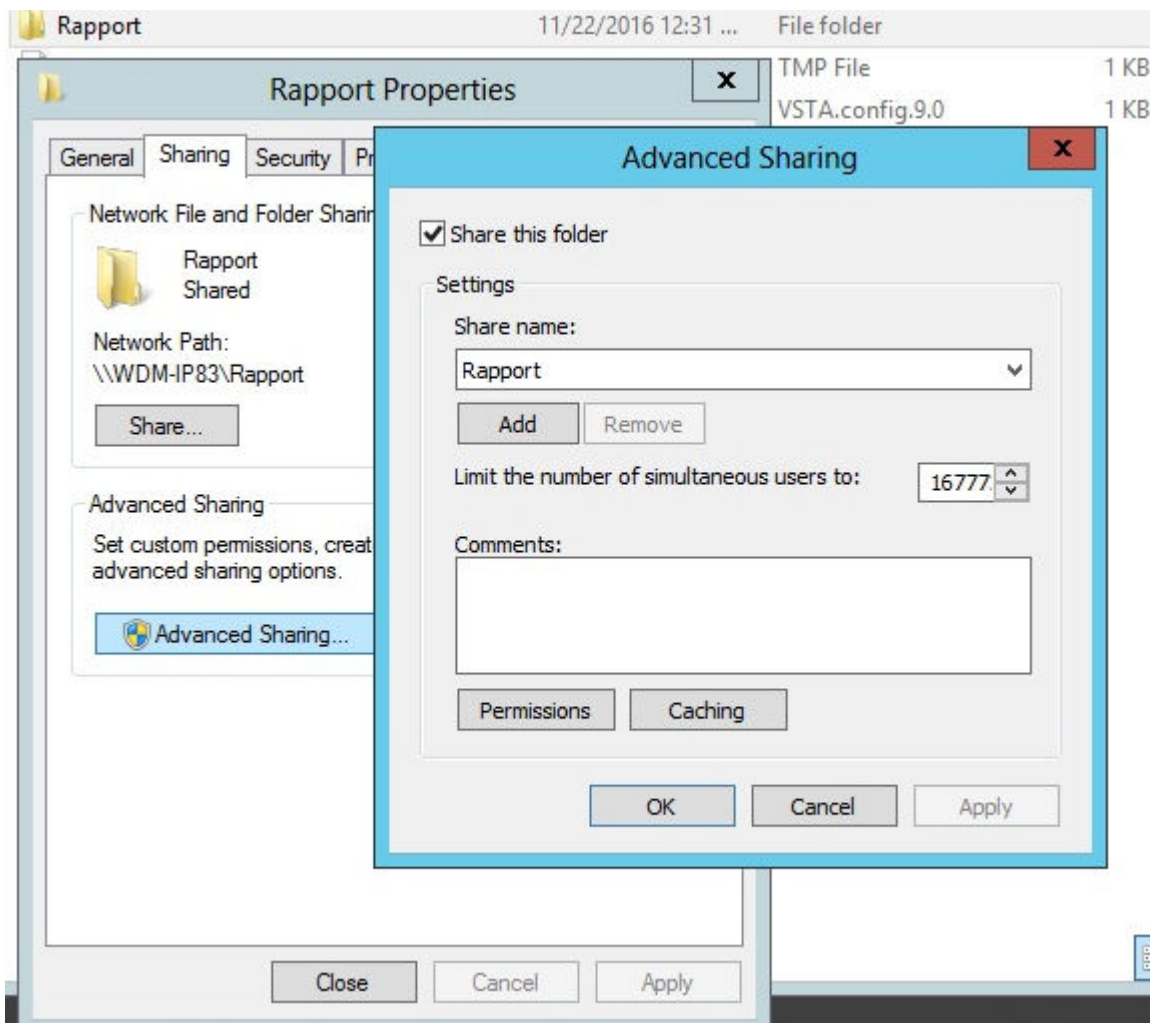 Rapport 11/22/2016 12:31 ... File folder
TMP File 1 KB
VSTA.config.9.0 1 KB
Rapport Properties x
General Sharing Security
Network File and Folder
Rapport
Shared
Network Path:
\\WDM-IP83\Rapport
Share...
Advanced Sharing
Set custom permissions,
advanced sharing options.
Advanced Sharing...
Close Cancel Apply
Advanced Sharing x
Share this folder
Settings
Share name:
Rapport
Add Remove
Limit the number of simultaneous users to: 16777
Comments:
Permissions Caching
OK Cancel Apply